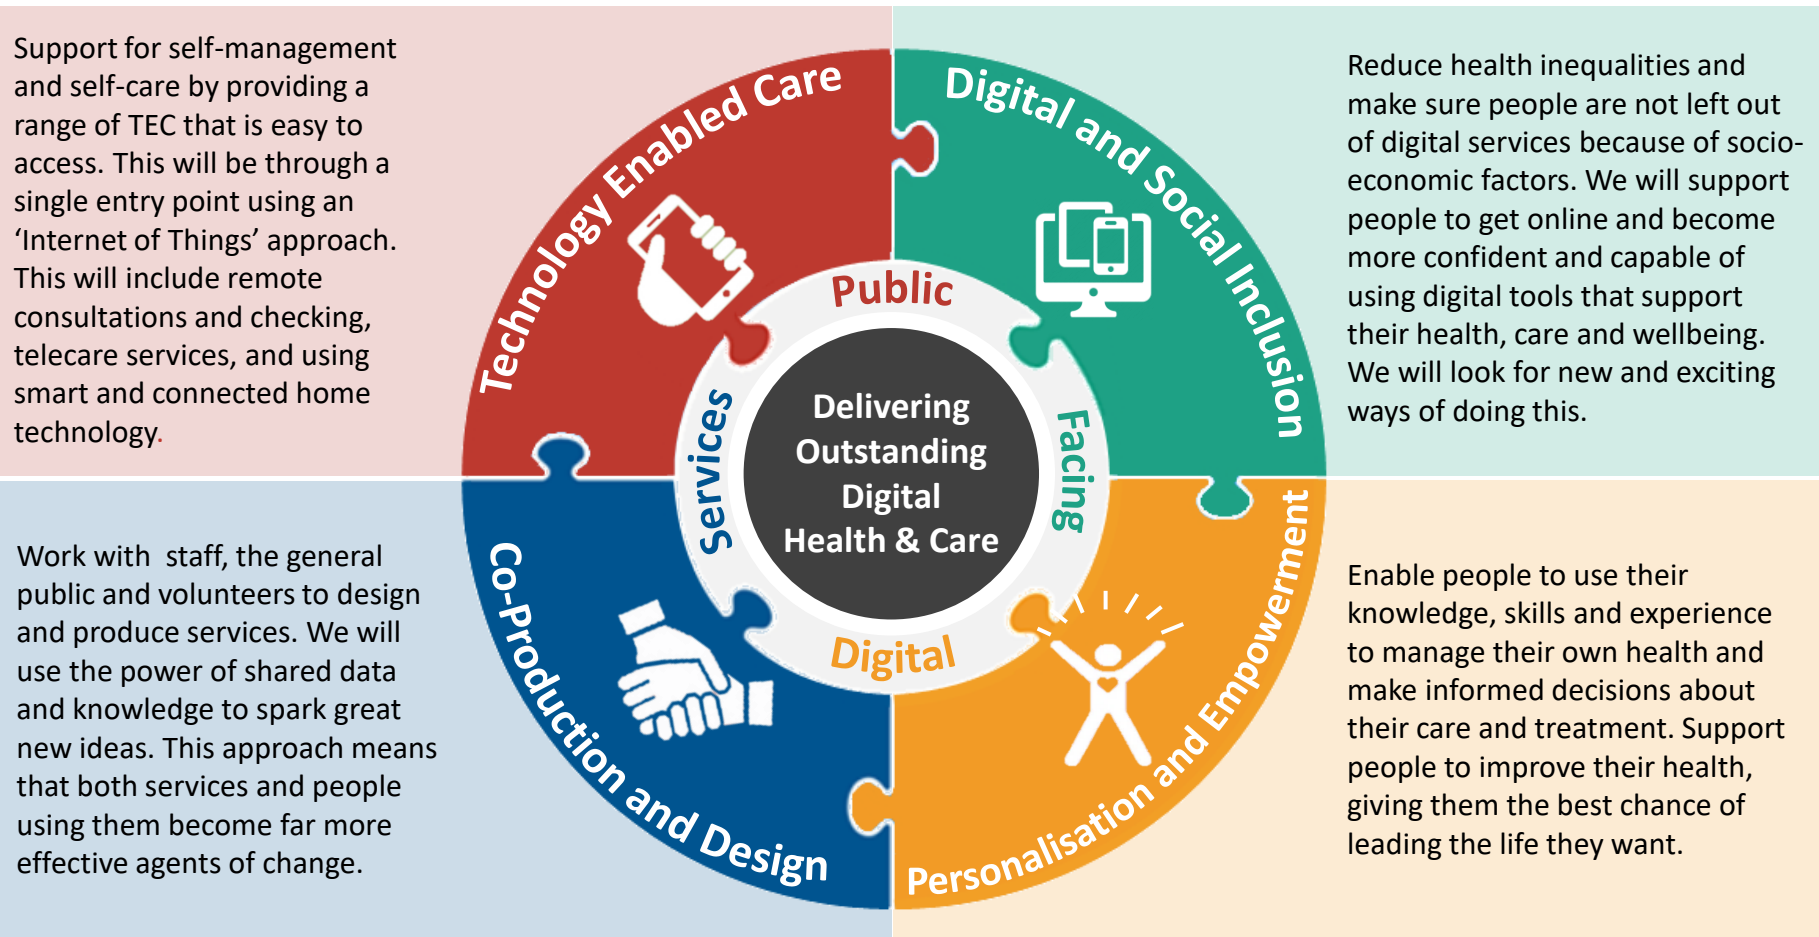 Support for self-management
and self-care by providing a
range of TEC that is easy to
access. This will be through a
single entry point using an
‘Internet of Things’ approach.
This will include remote
consultations and checking,
telecare services, and using
smart and connected home
technology.
Technology Enabled Care
Digital and Social Inclusion
Reduce health inequalities and
make sure people are not left out
of digital services because of socio-
economic factors. We will support
people to get online and become
more confident and capable of
using digital tools that support
their health, care and wellbeing.
We will look for new and exciting
ways of doing this.
Public
Facing
Digital
Services
Delivering
Outstanding
Digital
Health & Care
Work with  staff, the general
public and volunteers to design
and produce services. We will
use the power of shared data
and knowledge to spark great
new ideas. This approach means
that both services and people
using them become far more
effective agents of change.
Co-Production and Design
Personalisation and Empowerment
Enable people to use their
knowledge, skills and experience
to manage their own health and
make informed decisions about
their care and treatment. Support
people to improve their health,
giving them the best chance of
leading the life they want.